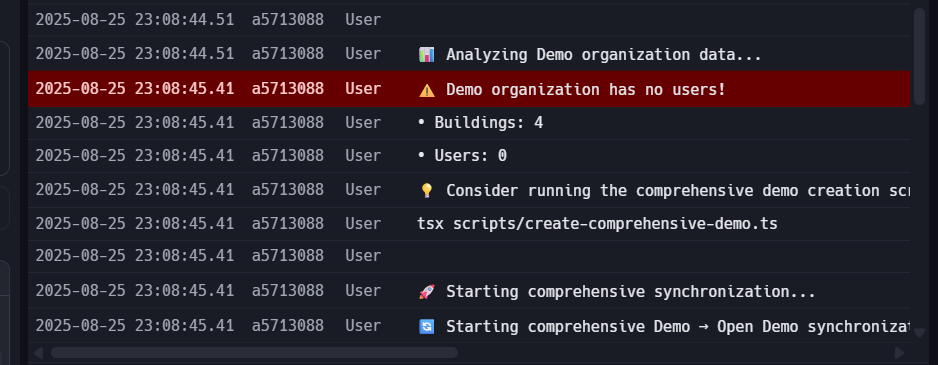 2025-08-25 23:08:44.51 a5713088 User
2025-08-25 23:08:44.51 a5713088 User 📊 Analyzing Demo organization data...
2025-08-25 23:08:45.41 a5713088 User ⚠️ Demo organization has no users!
2025-08-25 23:08:45.41 a5713088 User • Buildings: 4
2025-08-25 23:08:45.41 a5713088 User • Users: 0
2025-08-25 23:08:45.41 a5713088 User 💡 Consider running the comprehensive demo creation
2025-08-25 23:08:45.41 a5713088 User tsx scripts/create-comprehensive-demo.ts
2025-08-25 23:08:45.41 a5713088 User
2025-08-25 23:08:45.41 a5713088 User 🚀 Starting comprehensive synchronization...
2025-08-25 23:08:45.41 a5713088 User 🔄 Starting comprehensive Demo → Open Demo